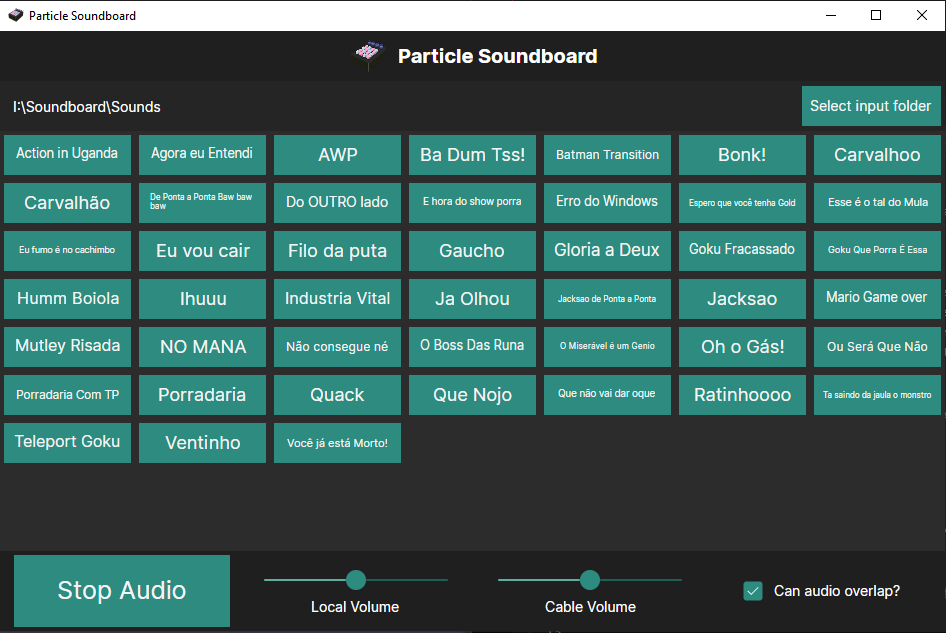 Particle Soundboard
Particle Soundboard
I:\Soundboard\Sounds
Select input folder
Action in Uganda
Agora eu Entendi
AWP
Ba Dum Tss!
Batman Transition
Bonk!
Carvalhoo
Carvalhão
De Ponta a Ponta Baw baw
baw
Do OUTRO lado
E hora do show porra
Erro do Windows
Espero que você tenha Gold
Esse é o tal do Mula
Eu fumo é no cachimbo
Eu vou cair
Filo da puta
Gaucho
Gloria a Deux
Goku Fracassado
Goku Que Porra É Essa
Humm Boiola
Ihuuu
Industria Vital
Ja Olhou
Jacksao de Ponta a Ponta
Jacksao
Mario Game over
Mutley Risada
NO MANA
Não consegue né
O Boss Das Runa
O Miserável é um Genio
Oh o Gás!
Ou Será Que Não
Porradaria Com TP
Porradaria
Quack
Que Nojo
Que não vai dar oque
Ratinhoooo
Ta saindo da jaula o monstro
Teleport Goku
Ventinho
Você já está Morto!
Stop Audio
Local Volume
Cable Volume
Can audio overlap?